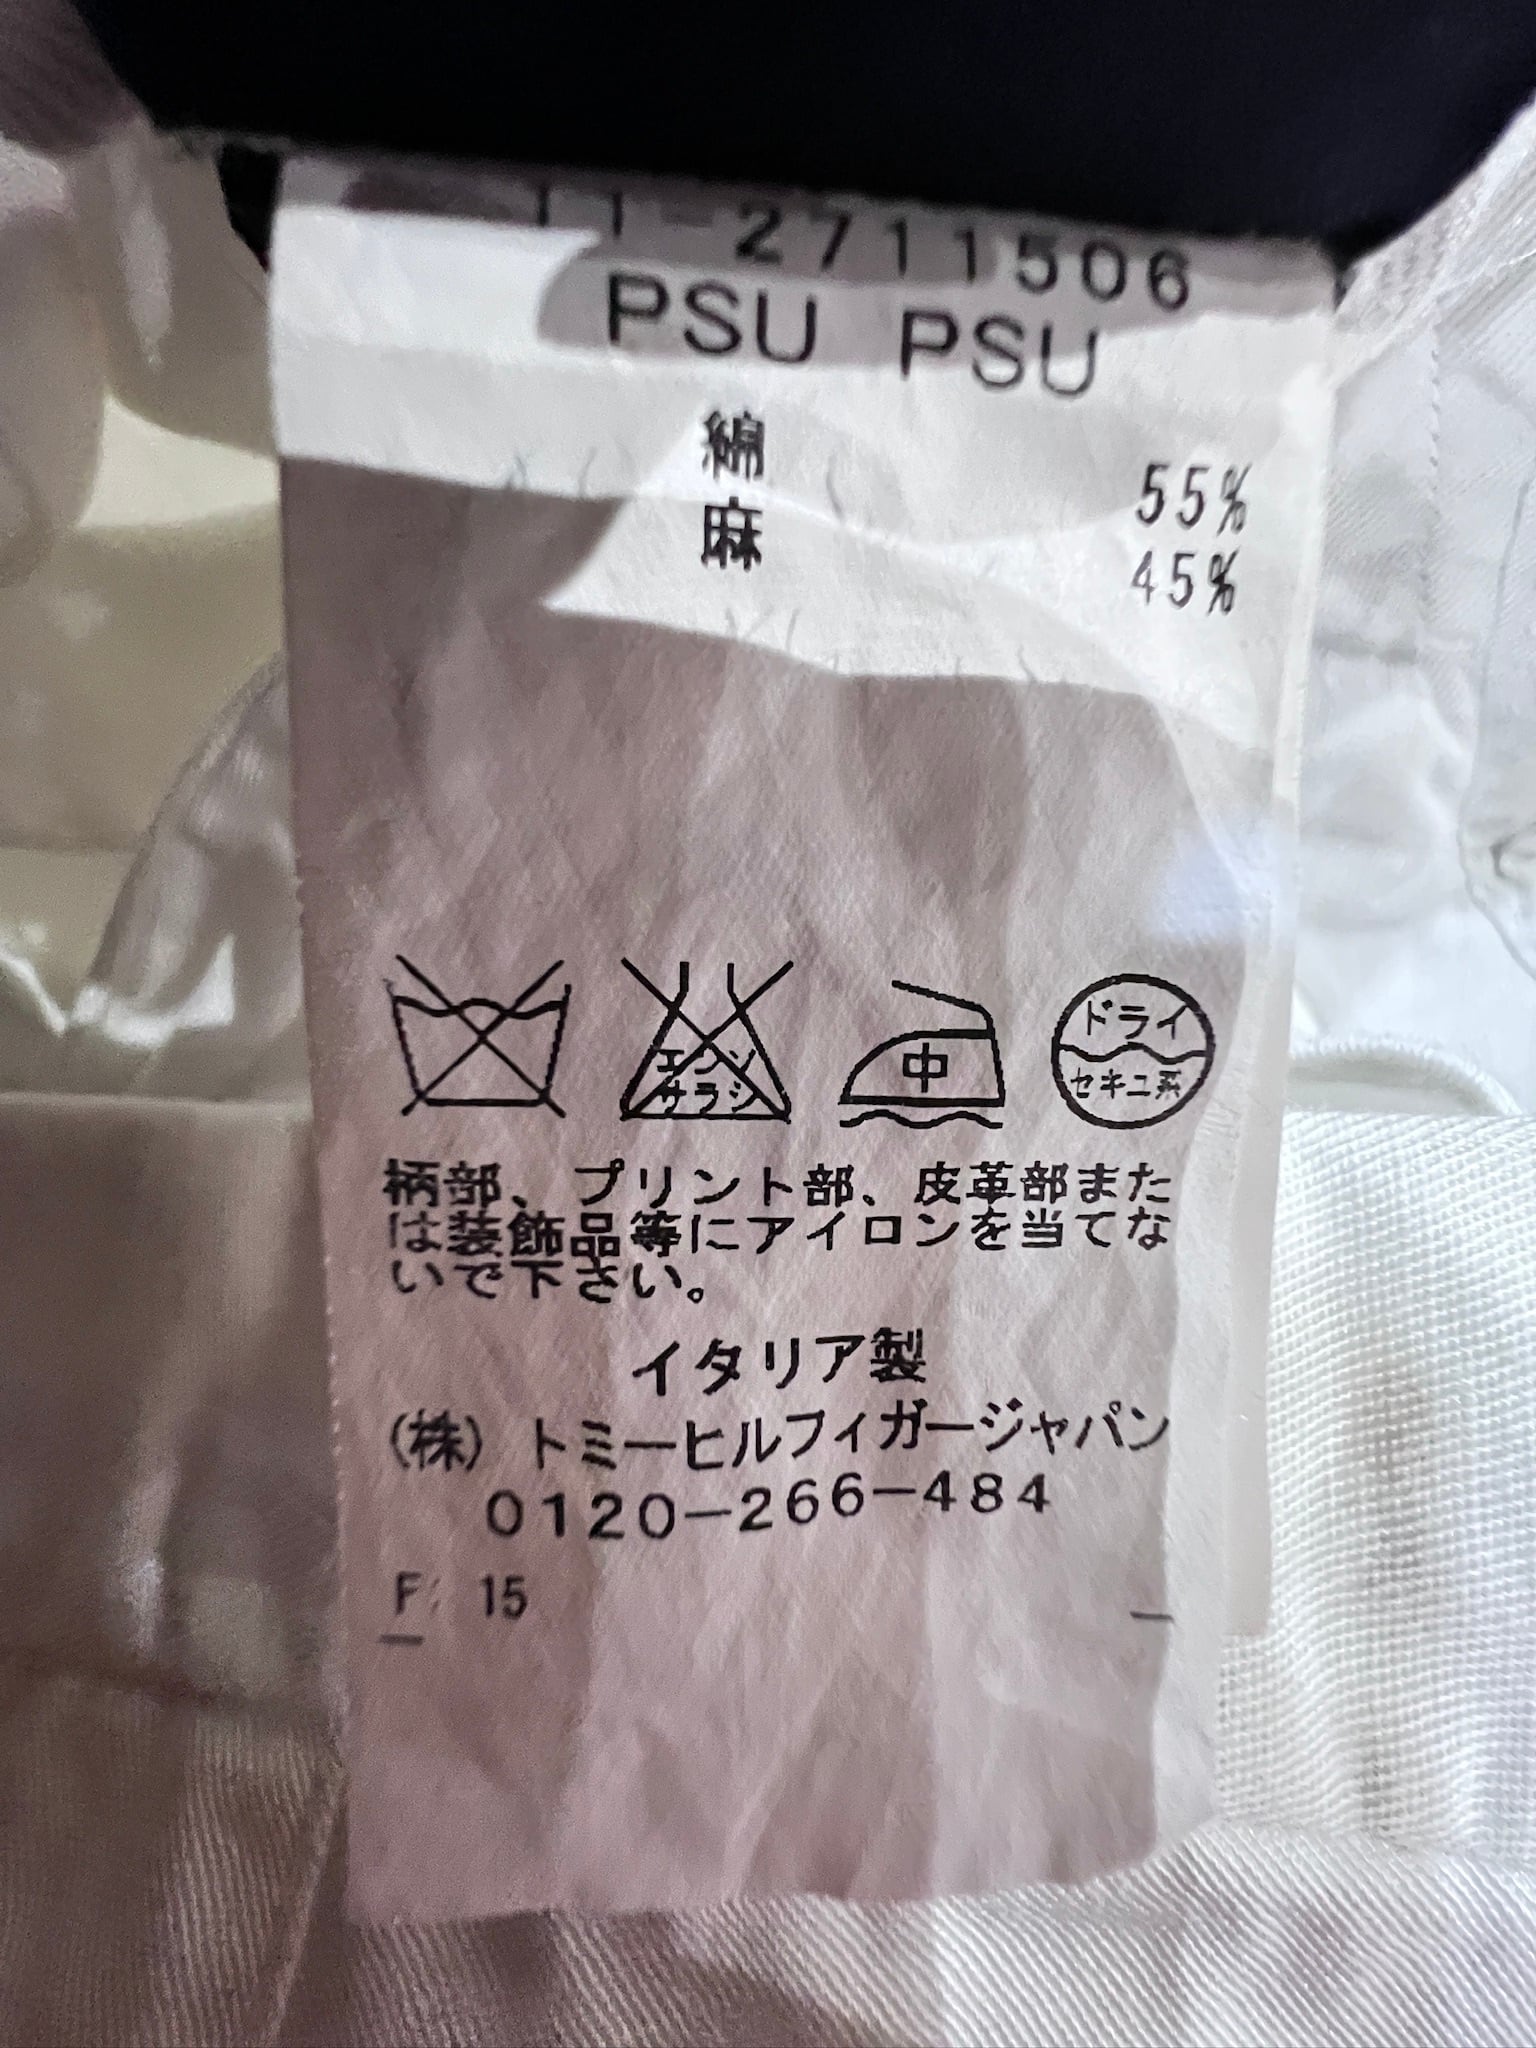 11-2711506
PSU PSU
綿 55%
麻 45%
エンソ
サラシ
中
ドライ
セキユ系
柄部、プリント部、皮革部また
は装飾品等にアイロンを当てな
いで下さい。
イタリア製
(株) トミーヒルフィガージャパン
0120-266-484
F: 15